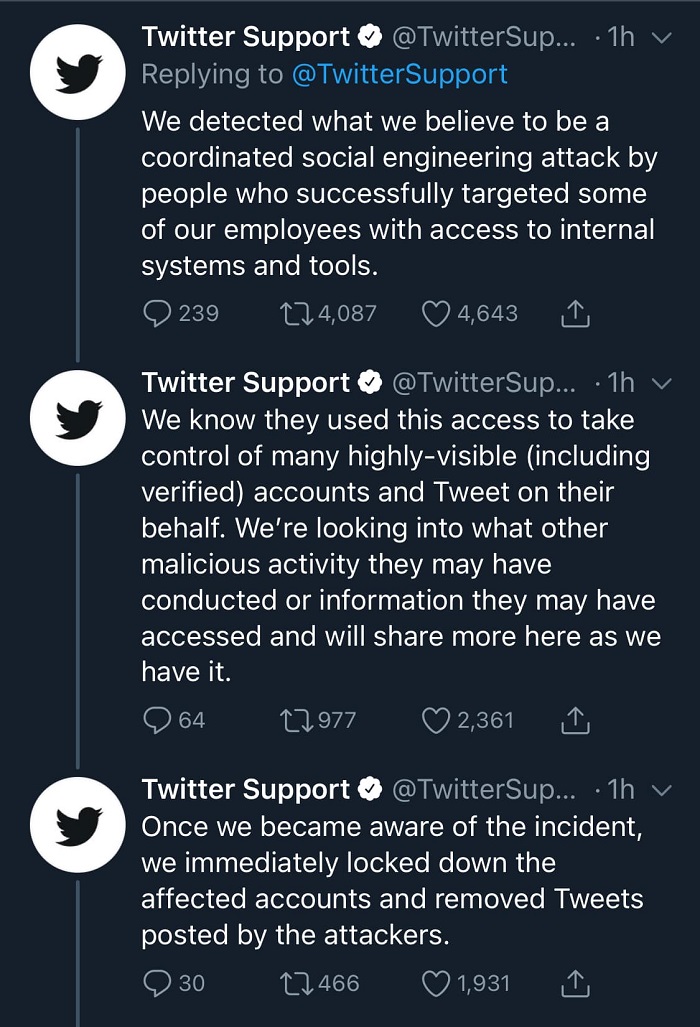 Twitter Support @TwitterSup... · 1h
Replying to @TwitterSupport
We detected what we believe to be a
coordinated social engineering attack by
people who successfully targeted some
of our employees with access to internal
systems and tools.
239 4,087 4,643
Twitter Support @TwitterSup... · 1h
We know they used this access to take
control of many highly-visible (including
verified) accounts and Tweet on their
behalf. We’re looking into what other
malicious activity they may have
conducted or information they may have
accessed and will share more here as we
have it.
64 977 2,361
Twitter Support @TwitterSup... · 1h
Once we became aware of the incident,
we immediately locked down the
affected accounts and removed Tweets
posted by the attackers.
30 466 1,931